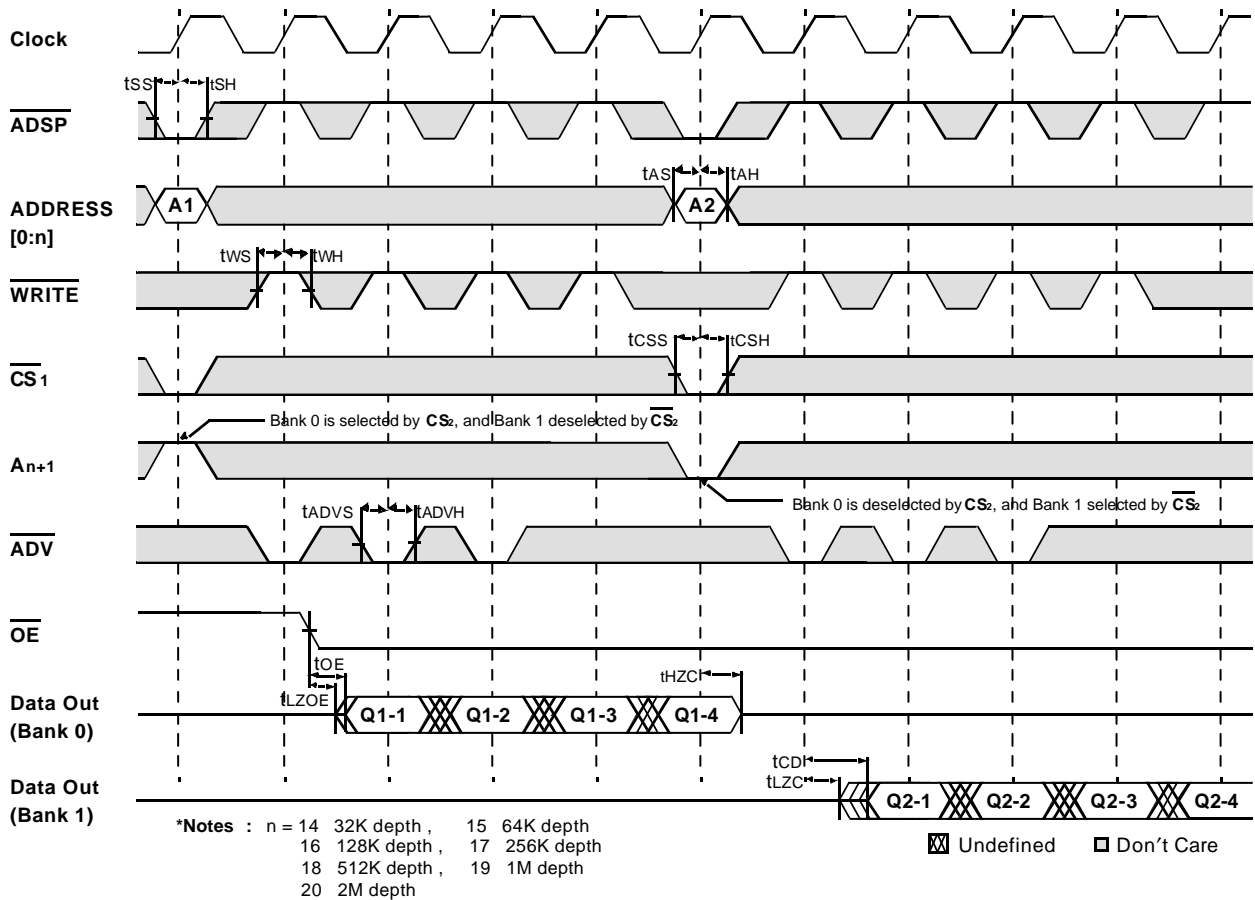 Clock
tSS tSH
ADSP
tAS tAH
ADDRESS
[0:n]
A1 A2
tWS tWH
WRITE
tCSS tCSH
CS1
Bank 0 is selected by CS2, and Bank 1 deselected by CS2
An+1
Bank 0 is deselected by CS2, and Bank 1 selected by CS2
tADVS tADVH
ADV
OE
tOE
tHZC
tLZOE
Data Out
(Bank 0)
Q1-1 Q1-2 Q1-3 Q1-4
tCD
tLZC
Data Out
(Bank 1)
Q2-1 Q2-2 Q2-3 Q2-4
*Notes : n = 14 32K depth , 15 64K depth
16 128K depth , 17 256K depth
18 512K depth , 19 1M depth
20 2M depth
Undefined Don′t Care